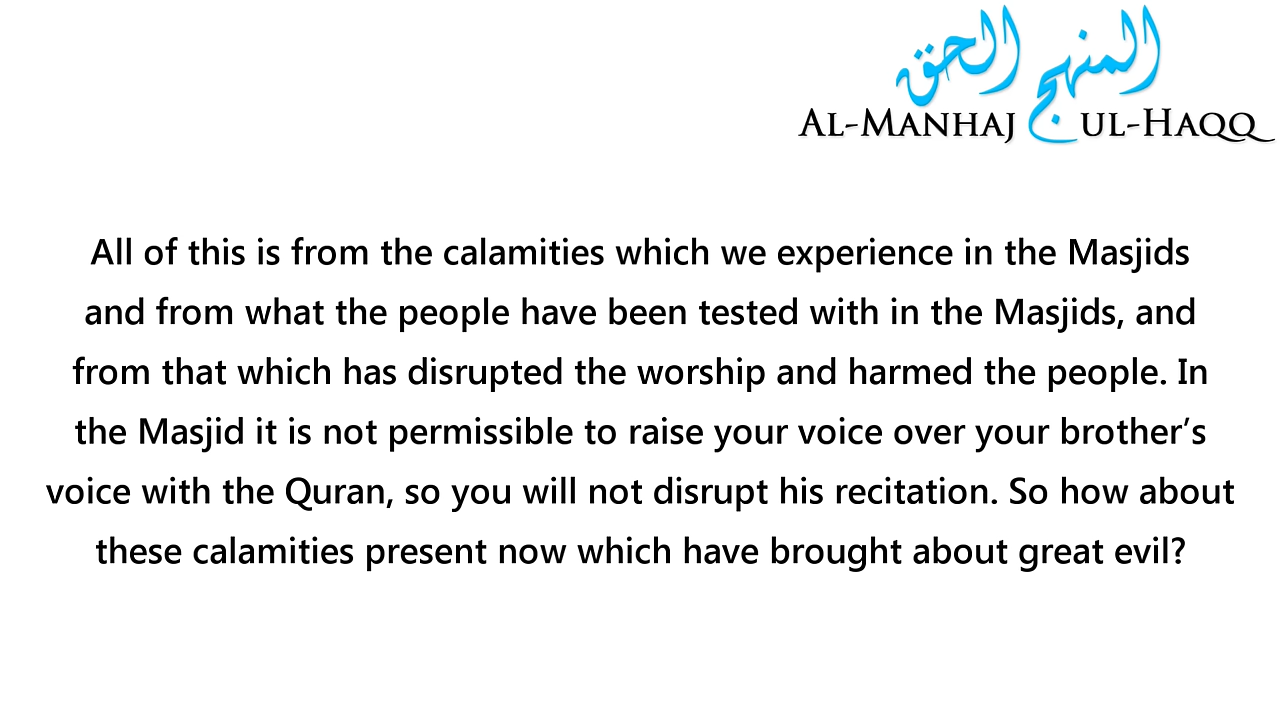 المنهج الحق
AL-MANHAJ UL-HAQQ
All of this is from the calamities which we experience in the Masjids
and from what the people have been tested with in the Masjids, and
from that which has disrupted the worship and harmed the people. In
the Masjid it is not permissible to raise your voice over your brother’s
voice with the Quran, so you will not disrupt his recitation. So how about
these calamities present now which have brought about great evil?